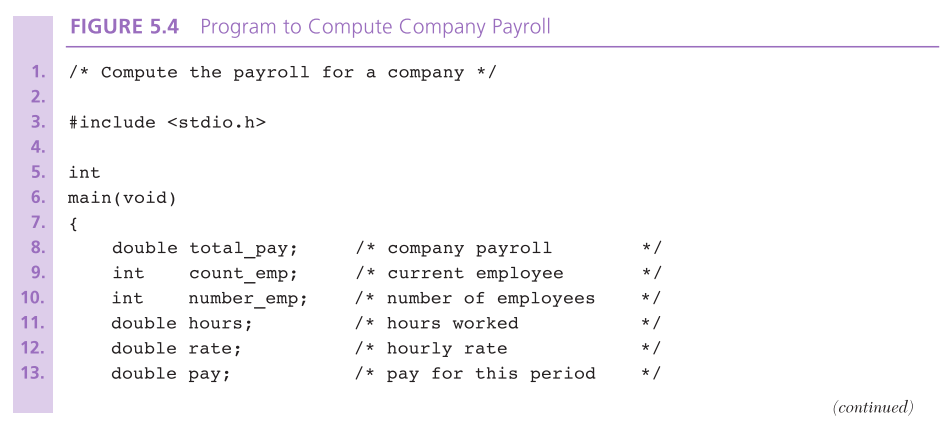 FIGURE 5.4 Program to Compute Company Payroll
1. /* Compute the payroll for a company */
2.
3. #include <stdio.h>
4.
5. int
6. main(void)
7. {
8.     double total_pay;     /* company payroll        */
9.     int    count_emp;     /* current employee       */
10.     int    number_emp;    /* number of employees    */
11.     double hours;         /* hours worked           */
12.     double rate;          /* hourly rate            */
13.     double pay;           /* pay for this period    */
(continued)